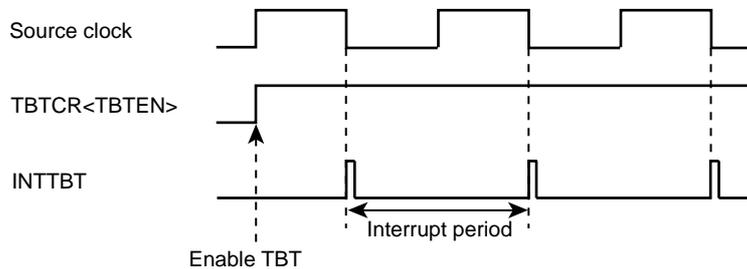 Source clock
TBTCR<TBTEN>
INTTBT
Interrupt period
Enable TBT